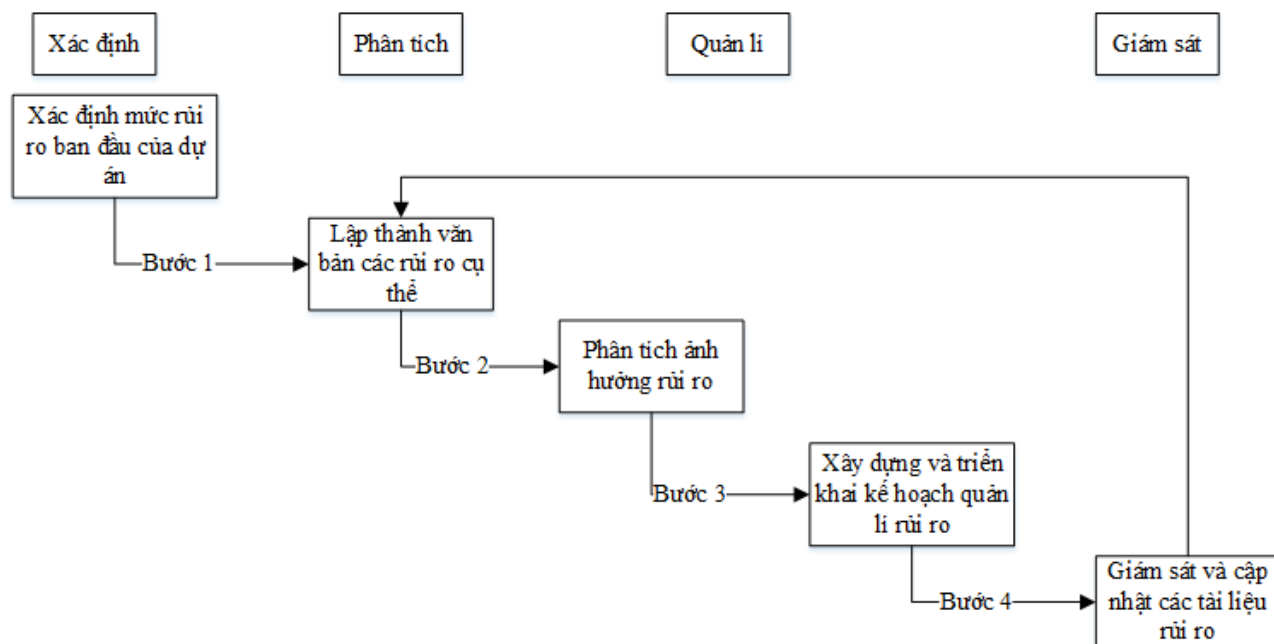 Xác định
Phân tích
Quản lí
Giám sát
Xác định mức rủi
ro ban đầu của dự
án
Bước 1
Lập thành văn
bản các rủi ro cụ
thể
Bước 2
Phân tích ảnh
hưởng rủi ro
Bước 3
Xây dựng và triển
khai kế hoạch quản
lí rủi ro
Bước 4
Giám sát và cập
nhật các tài liệu
rủi ro